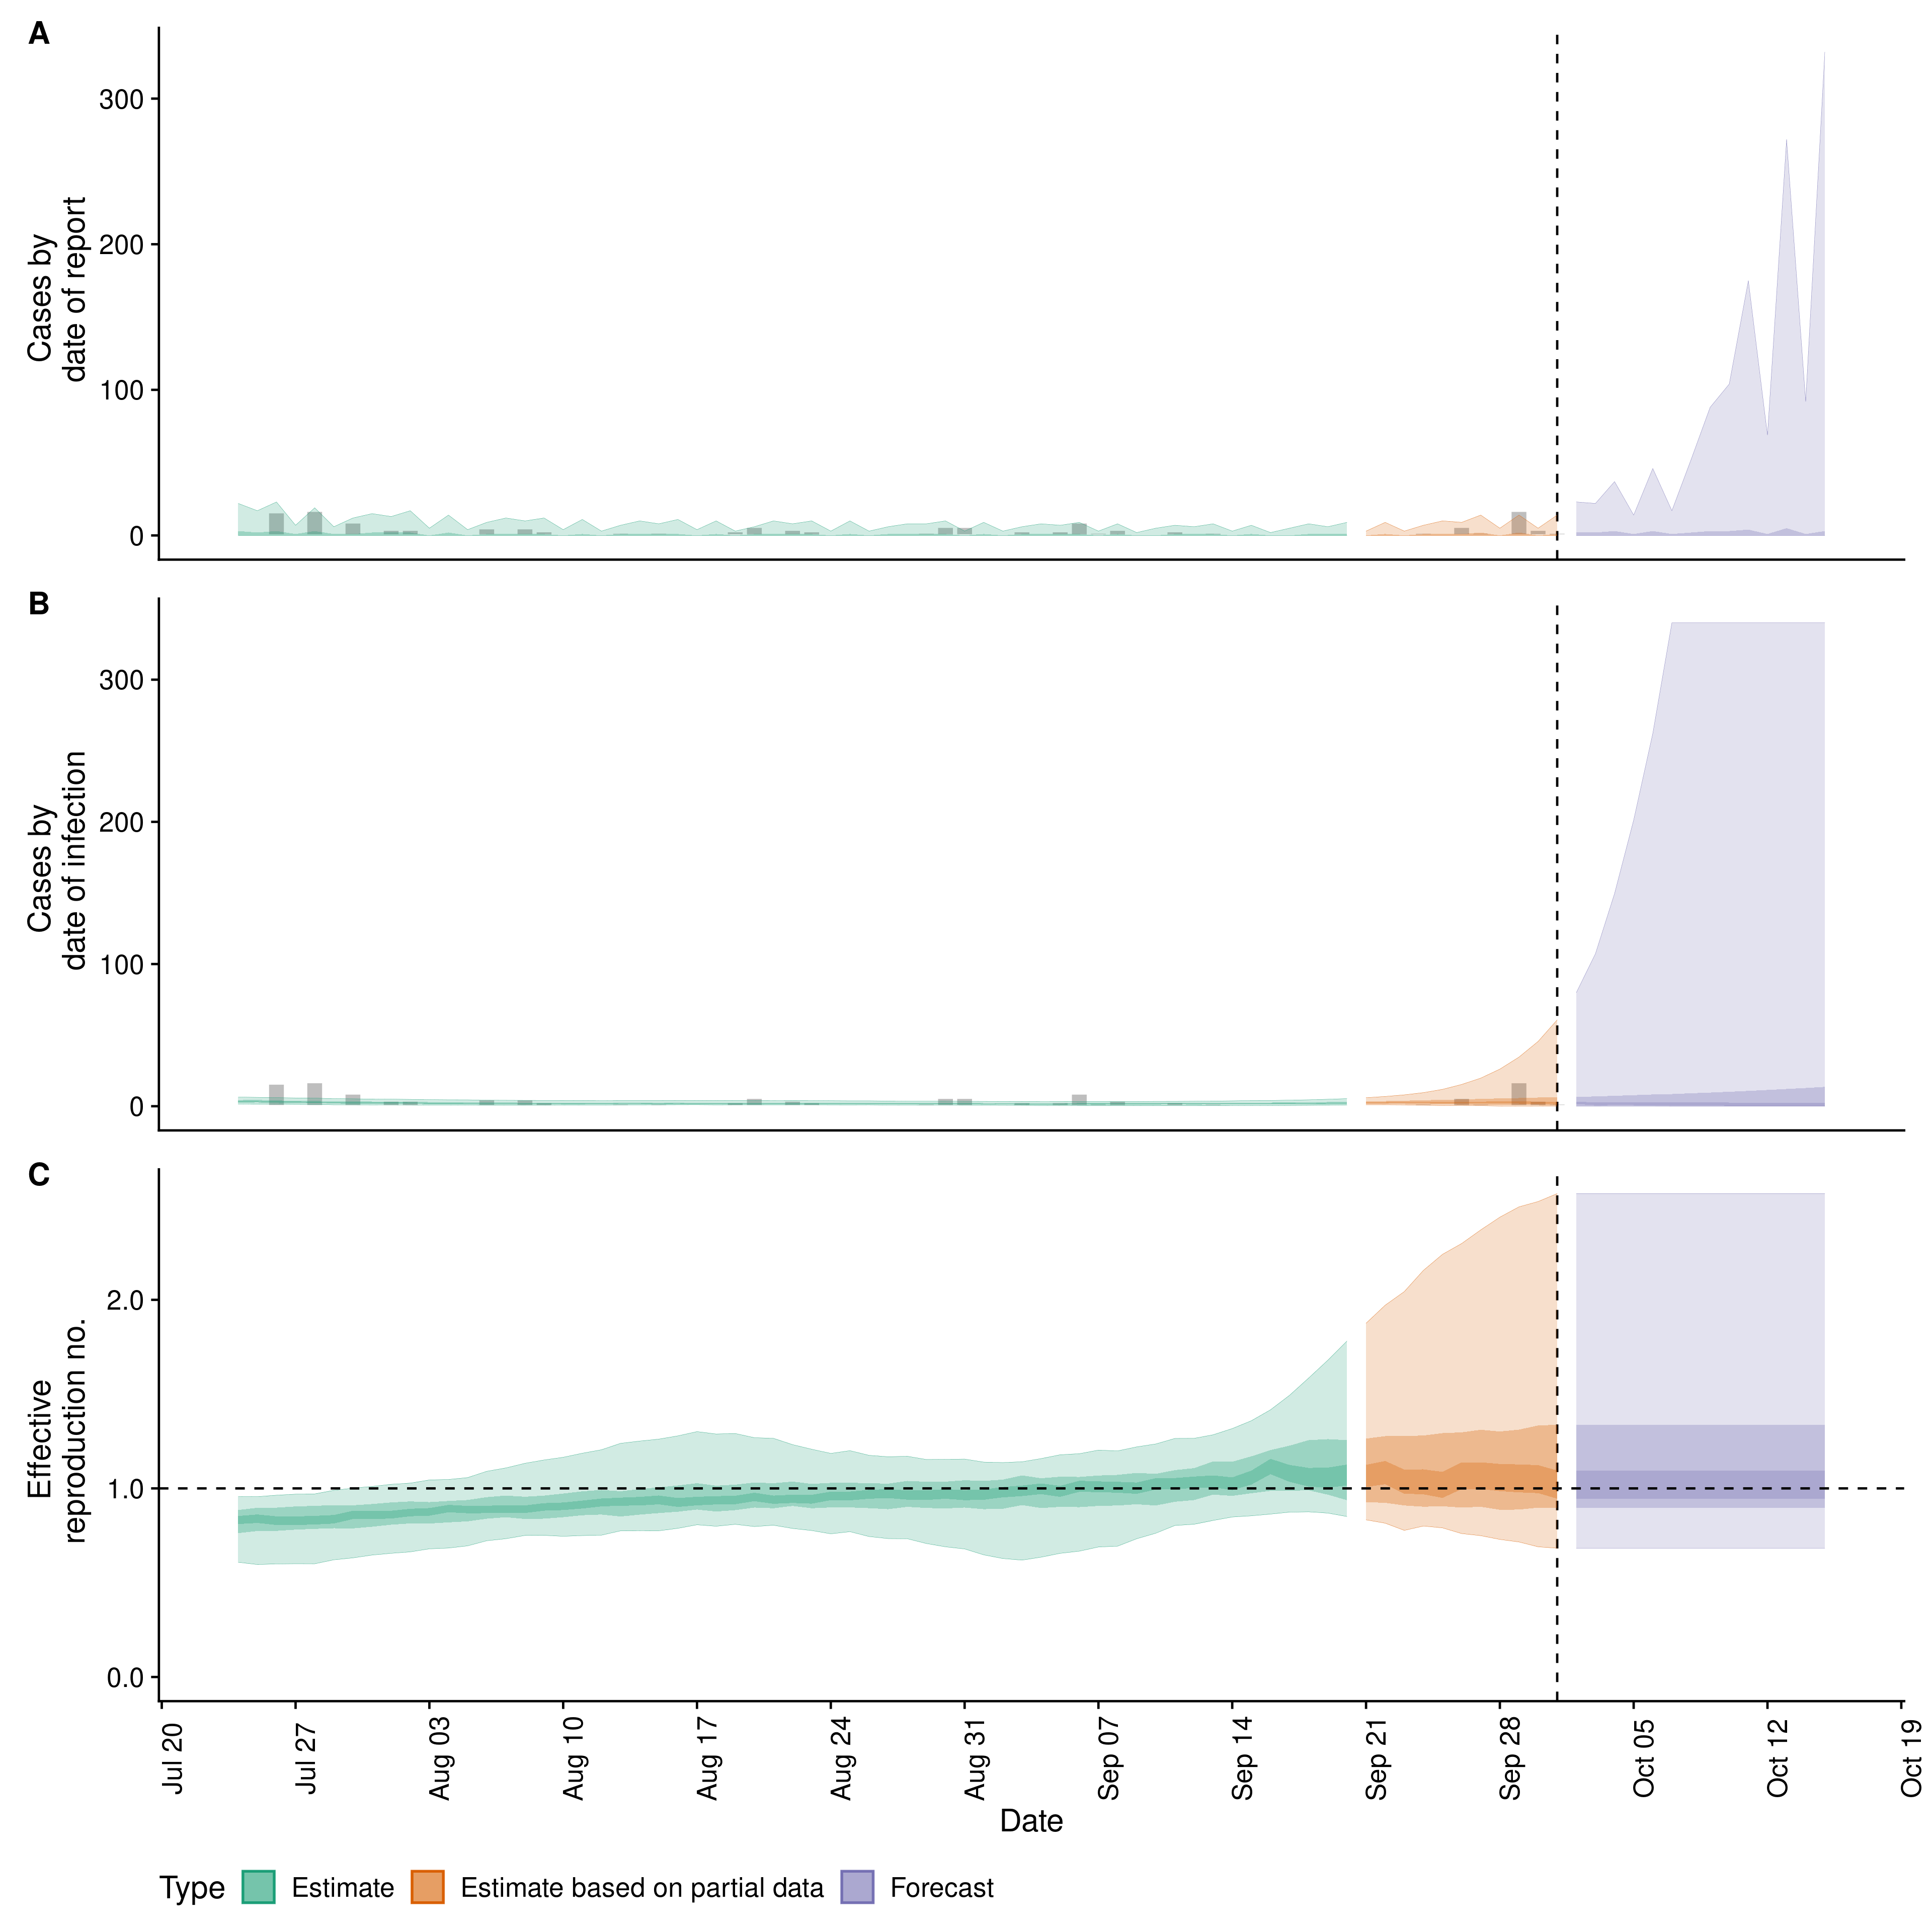 A
300
200
100
0
Cases by
date of report
B
300
200
100
0
Cases by
date of infection
C
2.0
1.0
0.0
Effective
reproduction no.
Jul 20
Jul 27
Aug 03
Aug 10
Aug 17
Aug 24
Aug 31
Sep 07
Sep 14
Sep 21
Sep 28
Oct 05
Oct 12
Oct 19
Date
Type Estimate Estimate based on partial data Forecast